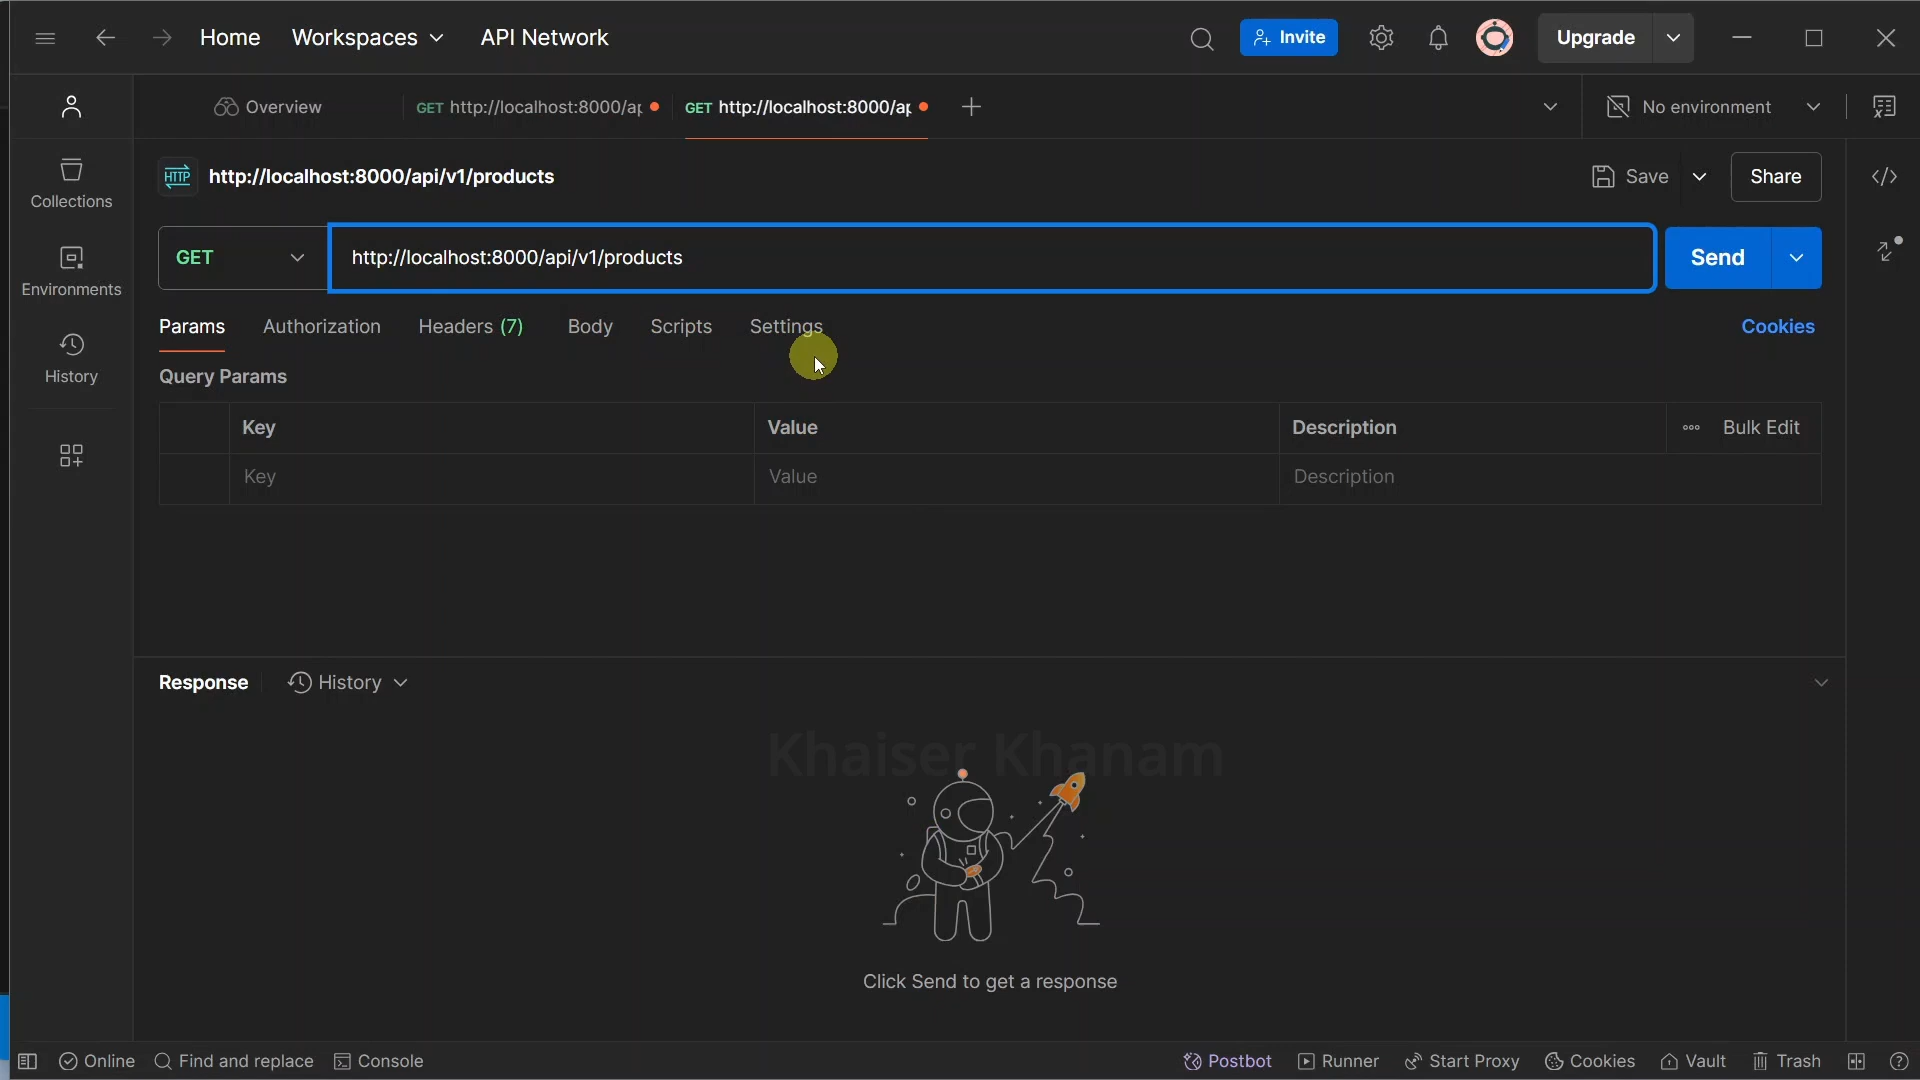 Home Workspaces API Network Invite Upgrade
Overview GET http://localhost:8000/ap GET http://localhost:8000/ap No environment
HTTP http://localhost:8000/api/v1/products Save Share
GET http://localhost:8000/api/v1/products Send
Collections
Environments
History
Params Authorization Headers (7) Body Scripts Settings Cookies
Query Params
Key Value Description Bulk Edit
Key Value Description
Response History
Khaiser Khanam
Click Send to get a response
Online Find and replace Console Postbot Runner Start Proxy Cookies Vault Trash